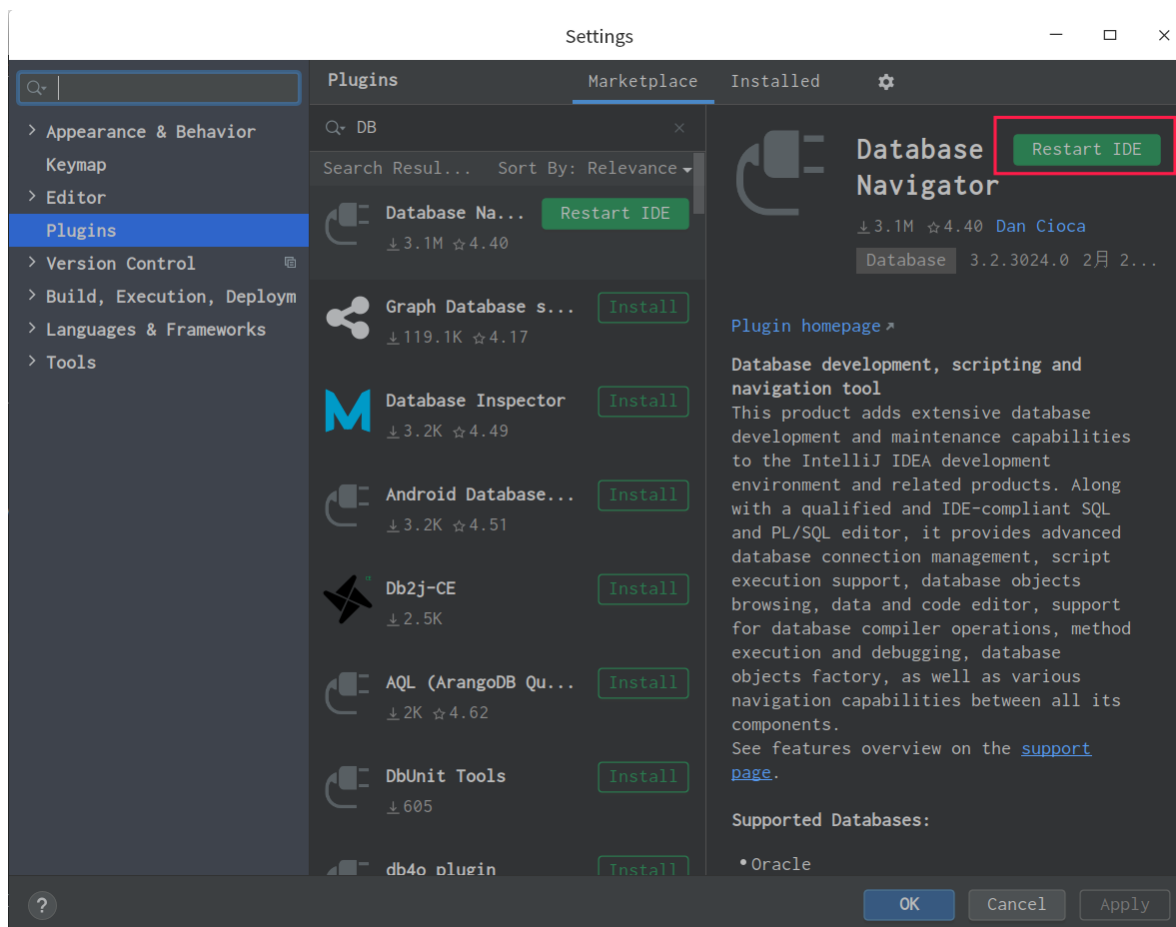 Settings
Plugins
Marketplace
Installed
Appearance & Behavior
Keymap
Editor
Plugins
Version Control
Build, Execution, Deploym
Languages & Frameworks
Tools
DB
Search Resul... Sort By: Relevance
Database Na... Restart IDE
3.1M 4.40
Graph Database s... Install
119.1K 4.17
Database Inspector Install
3.2K 4.49
Android Database... Install
3.2K 4.51
Db2j-CE Install
2.5K
AQL (ArangoDB Qu... Install
2K 4.62
DbUnit Tools Install
605
db4o plugin Install
Database Restart IDE
Navigator
3.1M 4.40 Dan Cioca
Database 3.2.3024.0 2月 2...
Plugin homepage
Database development, scripting and
navigation tool
This product adds extensive database
development and maintenance capabilities
to the IntelliJ IDEA development
environment and related products. Along
with a qualified and IDE-compliant SQL
and PL/SQL editor, it provides advanced
database connection management, script
execution support, database objects
browsing, data and code editor, support
for database compiler operations, method
execution and debugging, database
objects factory, as well as various
navigation capabilities between all its
components.
See features overview on the support
page.
Supported Databases:
•Oracle
?
OK
Cancel
Apply